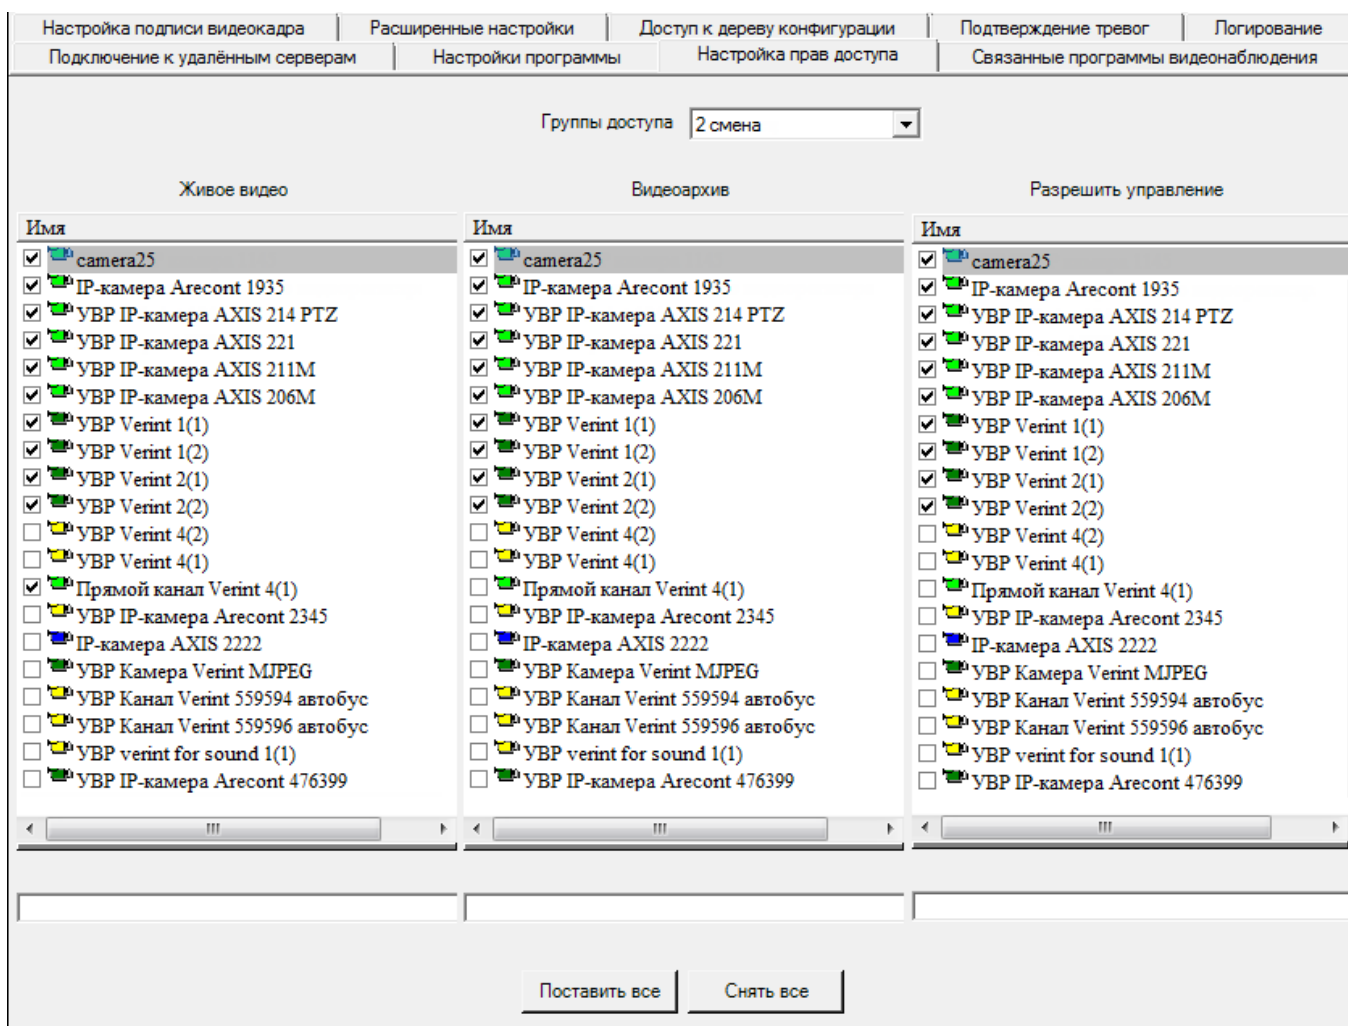 Настройка подписи видеокадра Расширенные настройки Доступ к дереву конфигурации Подтверждение тревог Логирование
Подключение к удалённым серверам Настройки программы Настройка прав доступа Связанные программы видеонаблюдения
Группы доступа 2 смена
Живое видео Видеоархив Разрешить управление
Имя Имя Имя
camera25 camera25 camera25
IP-камера Arecont 1935 IP-камера Arecont 1935 IP-камера Arecont 1935
УВР IP-камера AXIS 214 PTZ УВР IP-камера AXIS 214 PTZ УВР IP-камера AXIS 214 PTZ
УВР IP-камера AXIS 221 УВР IP-камера AXIS 221 УВР IP-камера AXIS 221
УВР IP-камера AXIS 211M УВР IP-камера AXIS 211M УВР IP-камера AXIS 211M
УВР IP-камера AXIS 206M УВР IP-камера AXIS 206M УВР IP-камера AXIS 206M
УВР Verint 1(1) УВР Verint 1(1) УВР Verint 1(1)
УВР Verint 1(2) УВР Verint 1(2) УВР Verint 1(2)
УВР Verint 2(1) УВР Verint 2(1) УВР Verint 2(1)
УВР Verint 2(2) УВР Verint 2(2) УВР Verint 2(2)
УВР Verint 4(2) УВР Verint 4(2) УВР Verint 4(2)
УВР Verint 4(1) УВР Verint 4(1) УВР Verint 4(1)
Прямой канал Verint 4(1) Прямой канал Verint 4(1) Прямой канал Verint 4(1)
УВР IP-камера Arecont 2345 УВР IP-камера Arecont 2345 УВР IP-камера Arecont 2345
IP-камера AXIS 2222 IP-камера AXIS 2222 IP-камера AXIS 2222
УВР Камера Verint MJPEG УВР Камера Verint MJPEG УВР Камера Verint MJPEG
УВР Канал Verint 559594 автобус УВР Канал Verint 559594 автобус УВР Канал Verint 559594 автобус
УВР Канал Verint 559596 автобус УВР Канал Verint 559596 автобус УВР Канал Verint 559596 автобус
УВР verint for sound 1(1) УВР verint for sound 1(1) УВР verint for sound 1(1)
УВР IP-камера Arecont 476399 УВР IP-камера Arecont 476399 УВР IP-камера Arecont 476399
Поставить все Снять все